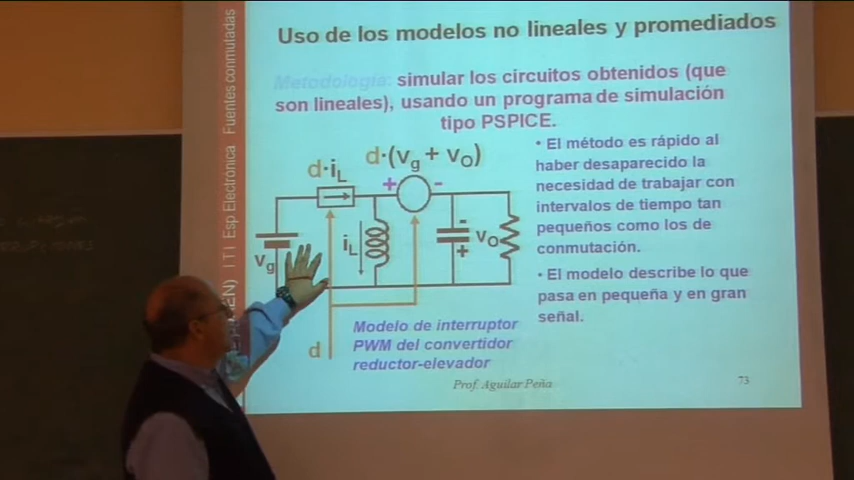 Uso de los modelos no lineales y promediados
Metodología: simular los circuitos obtenidos (que
son lineales), usando un programa de simulación
tipo PSPICE.
d·iL
d·(vg + vO)
+
-
vg
iL
-
+
vO
d
Modelo de interruptor
PWM del convertidor
reductor-elevador
• El método es rápido al
haber desaparecido la
necesidad de trabajar con
intervalos de tiempo tan
pequeños como los de
conmutación.
• El modelo describe lo que
pasa en pequeña y en gran
señal.
Prof. Aguilar Peña
73
ITI Esp Electrónica Fuentes conmutadas